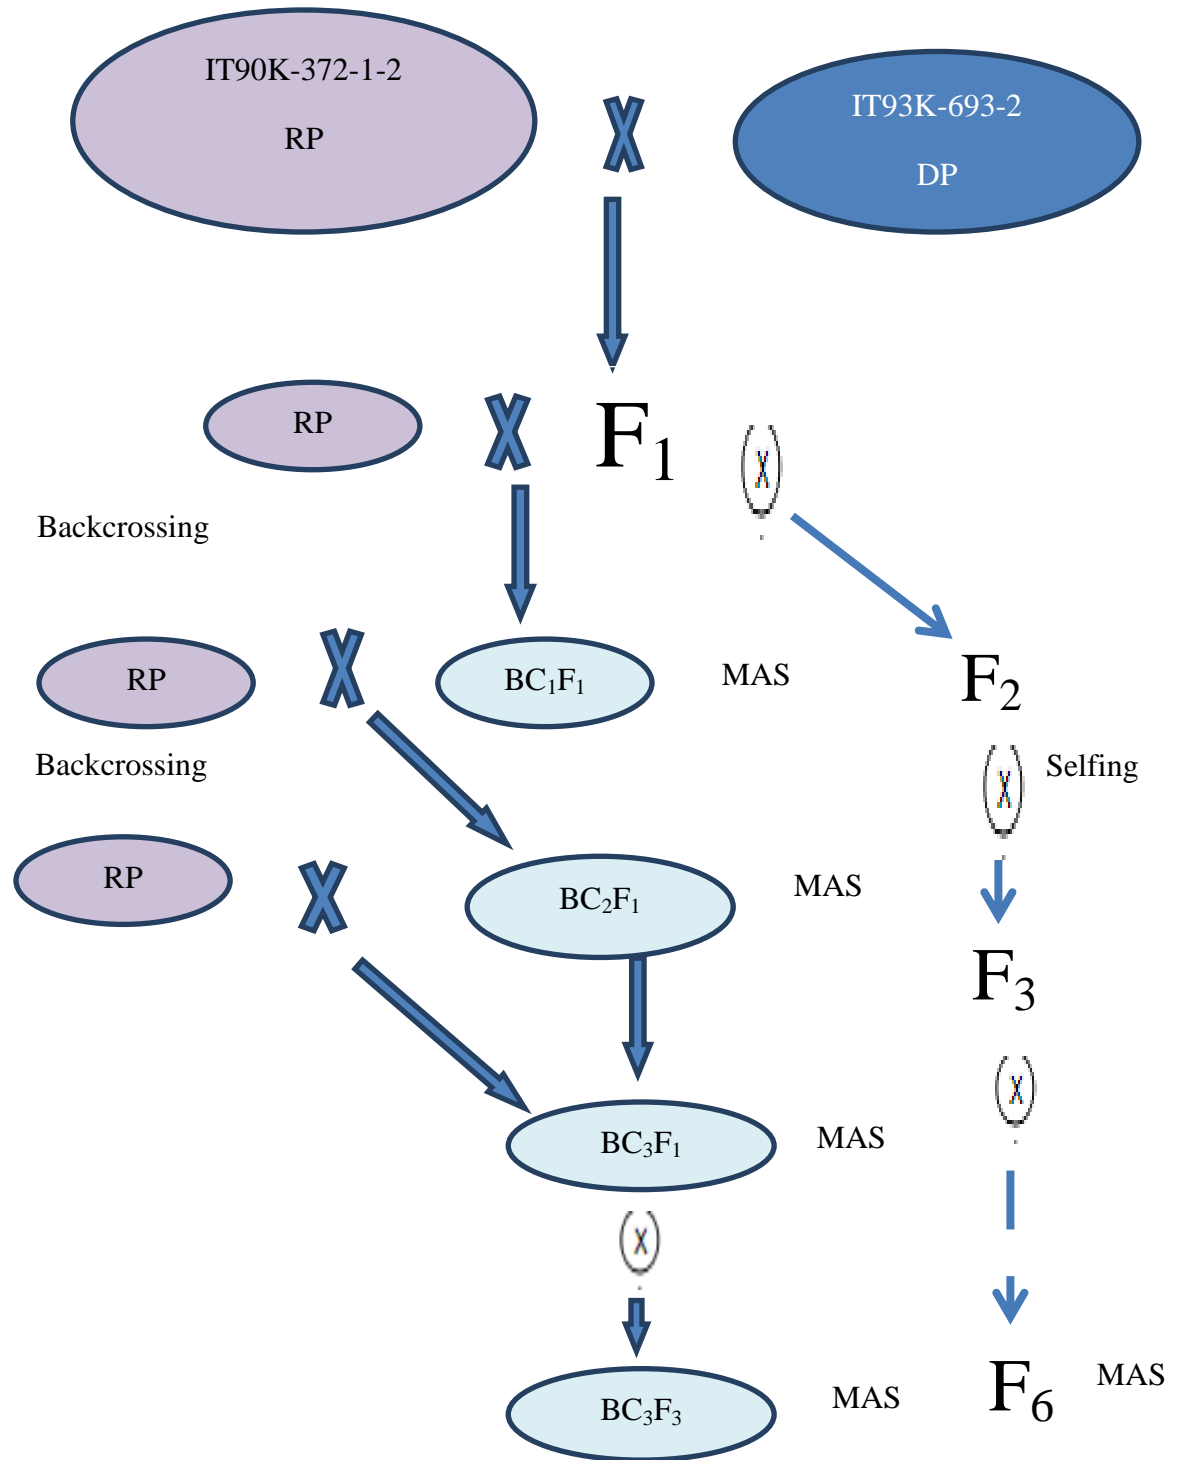 IT90K-372-1-2
RP
IT93K-693-2
DP
RP
F₁
X
Backcrossing
RP
BC₁F₁
MAS
F₂
Backcrossing
X
Selfing
RP
BC₂F₁
MAS
F₃
X
BC₃F₁
MAS
X
BC₃F₃
MAS
F₆
MAS